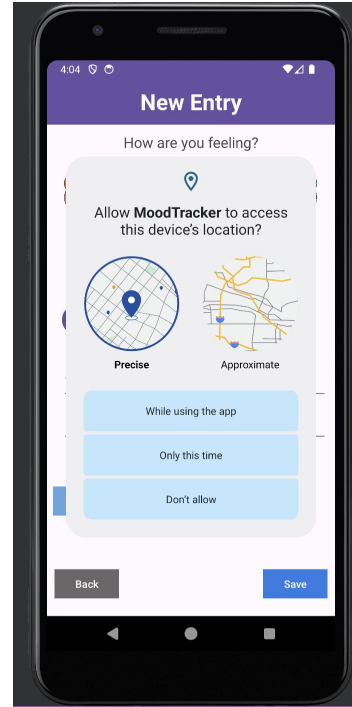 4:04
New Entry
How are you feeling?
Allow MoodTracker to access
this device's location?
Precise
Approximate
While using the app
Only this time
Don't allow
Back
Save